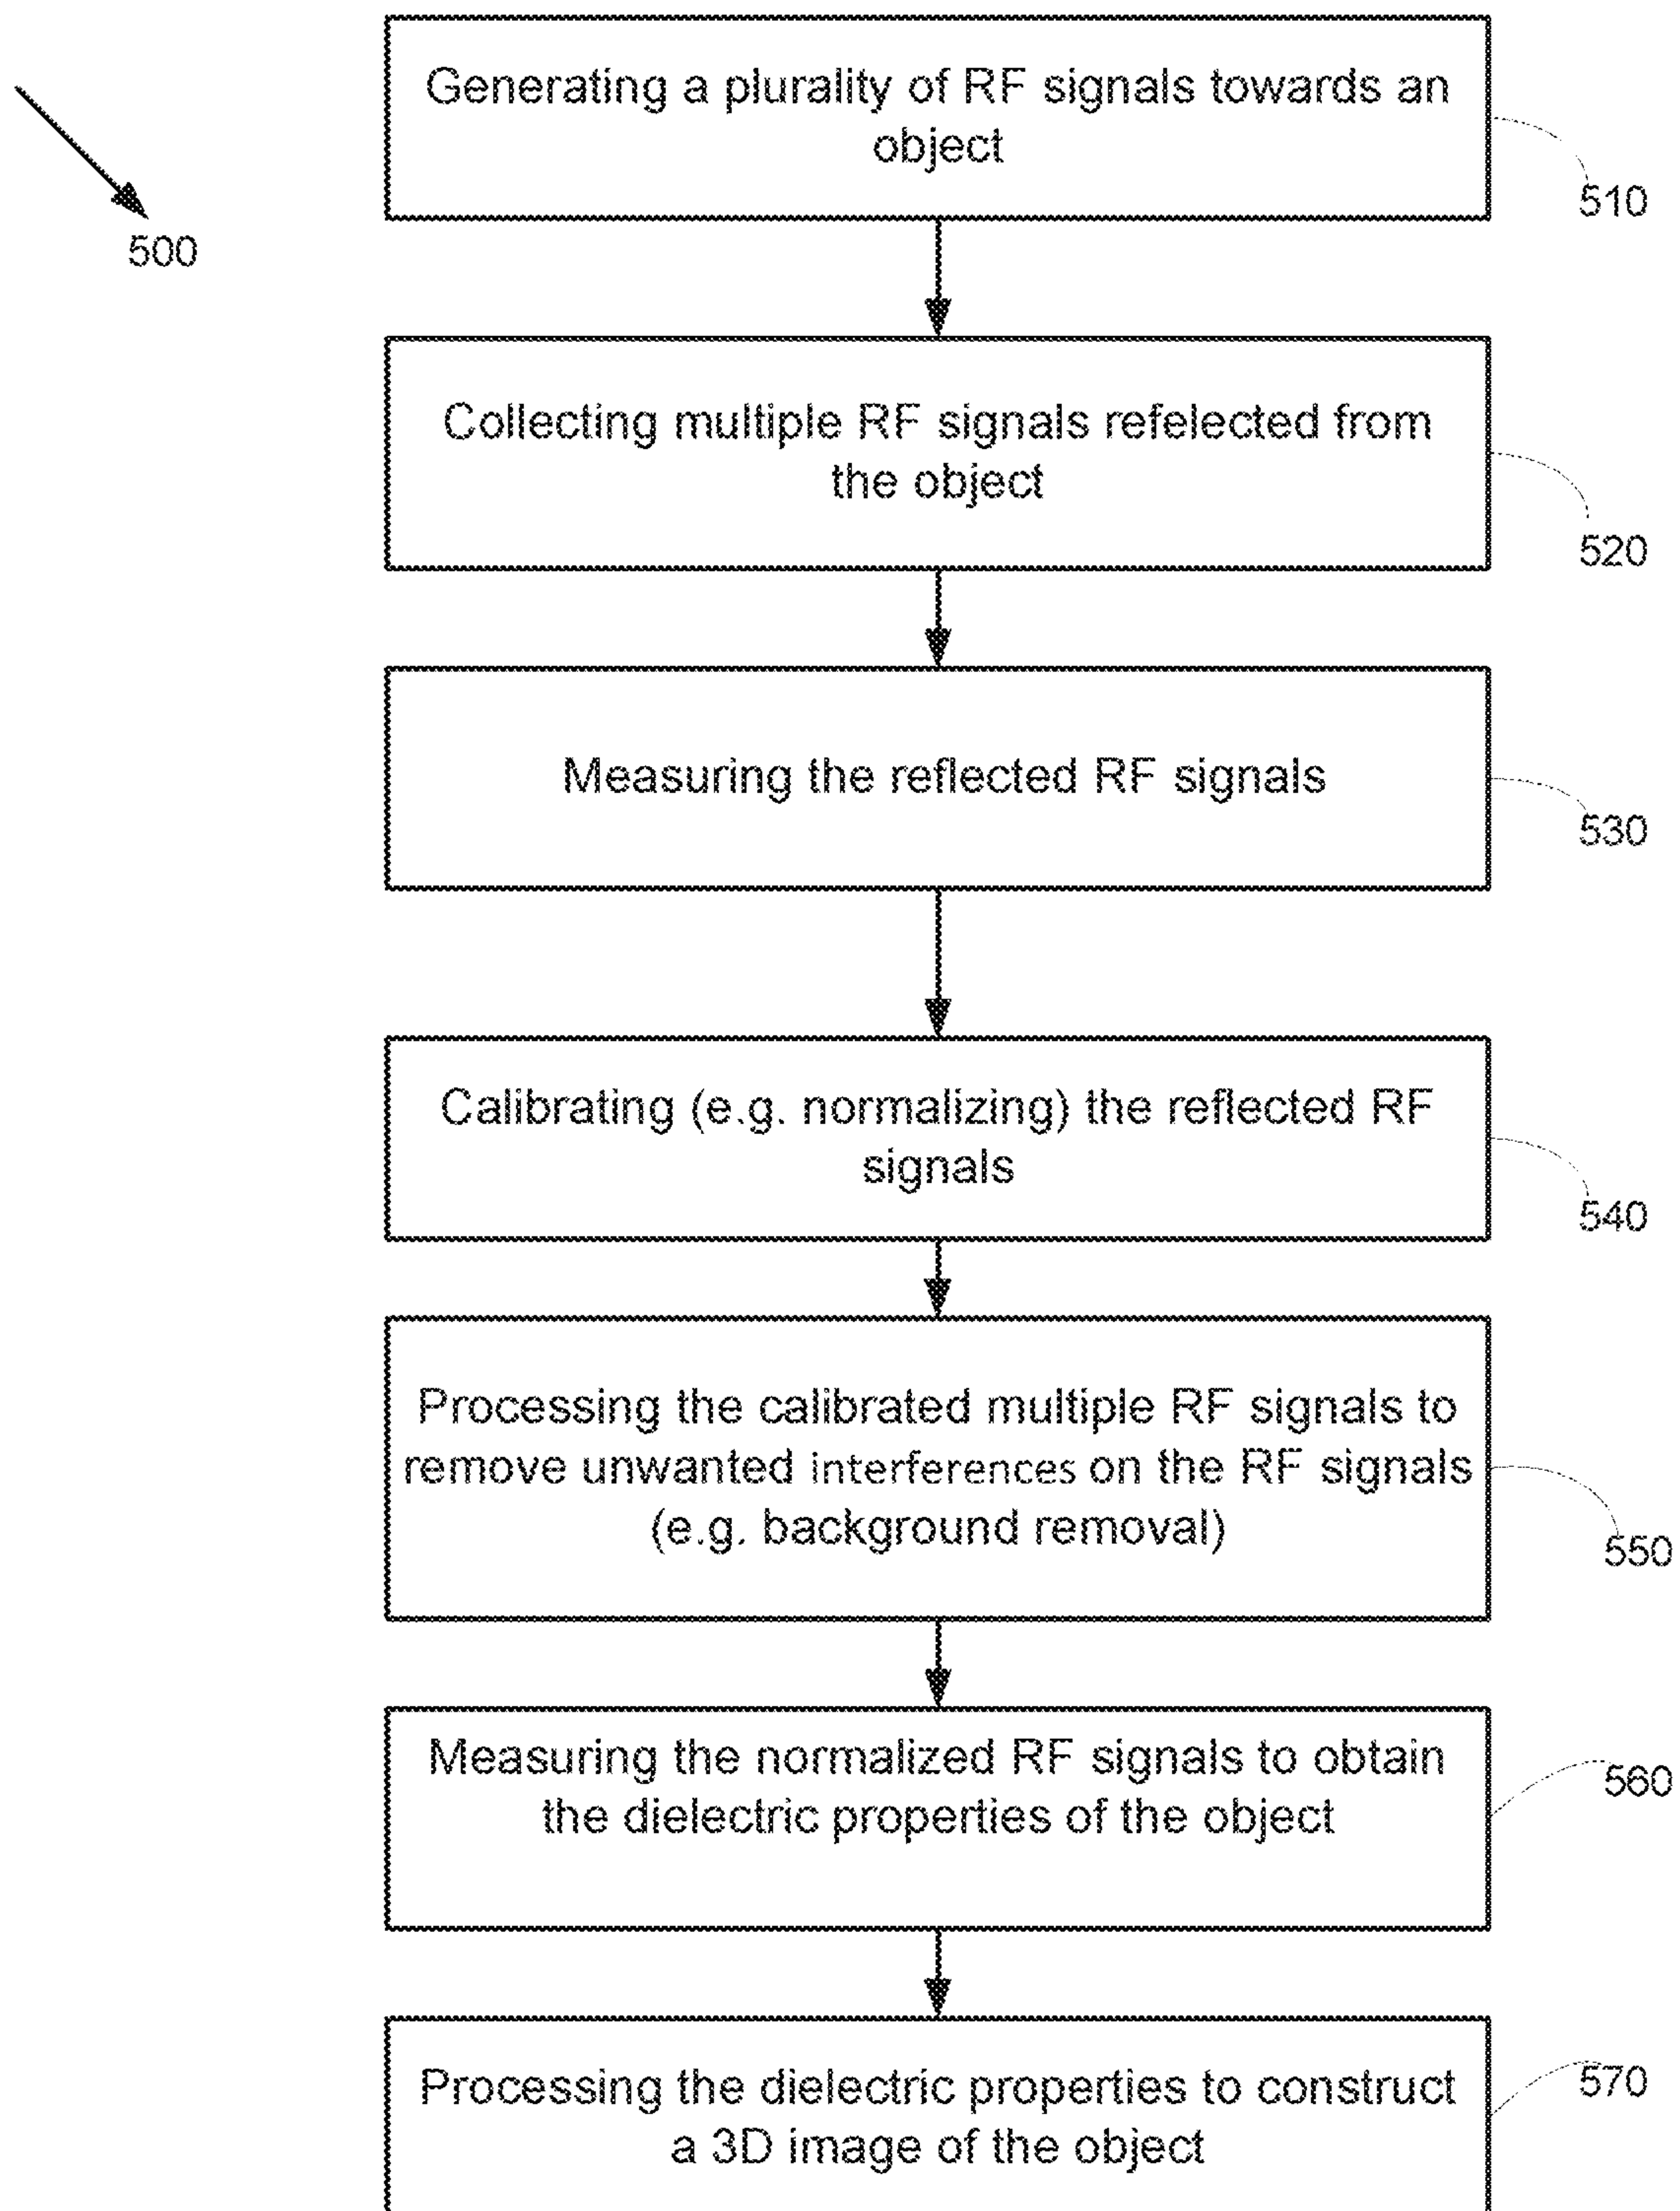 Generating a plurality of RF signals towards an
object
510
500
Collecting multiple RF signals refelected from
the object
520
Measuring the reflected RF signals
530
Calibrating (e.g. normalizing) the reflected RF
signals
540
Processing the calibrated multiple RF signals to
remove unwanted interferences on the RF signals
(e.g. background removal)
550
Measuring the normalized RF signals to obtain
the dielectric properties of the object
560
Processing the dielectric properties to construct
a 3D image of the object
570